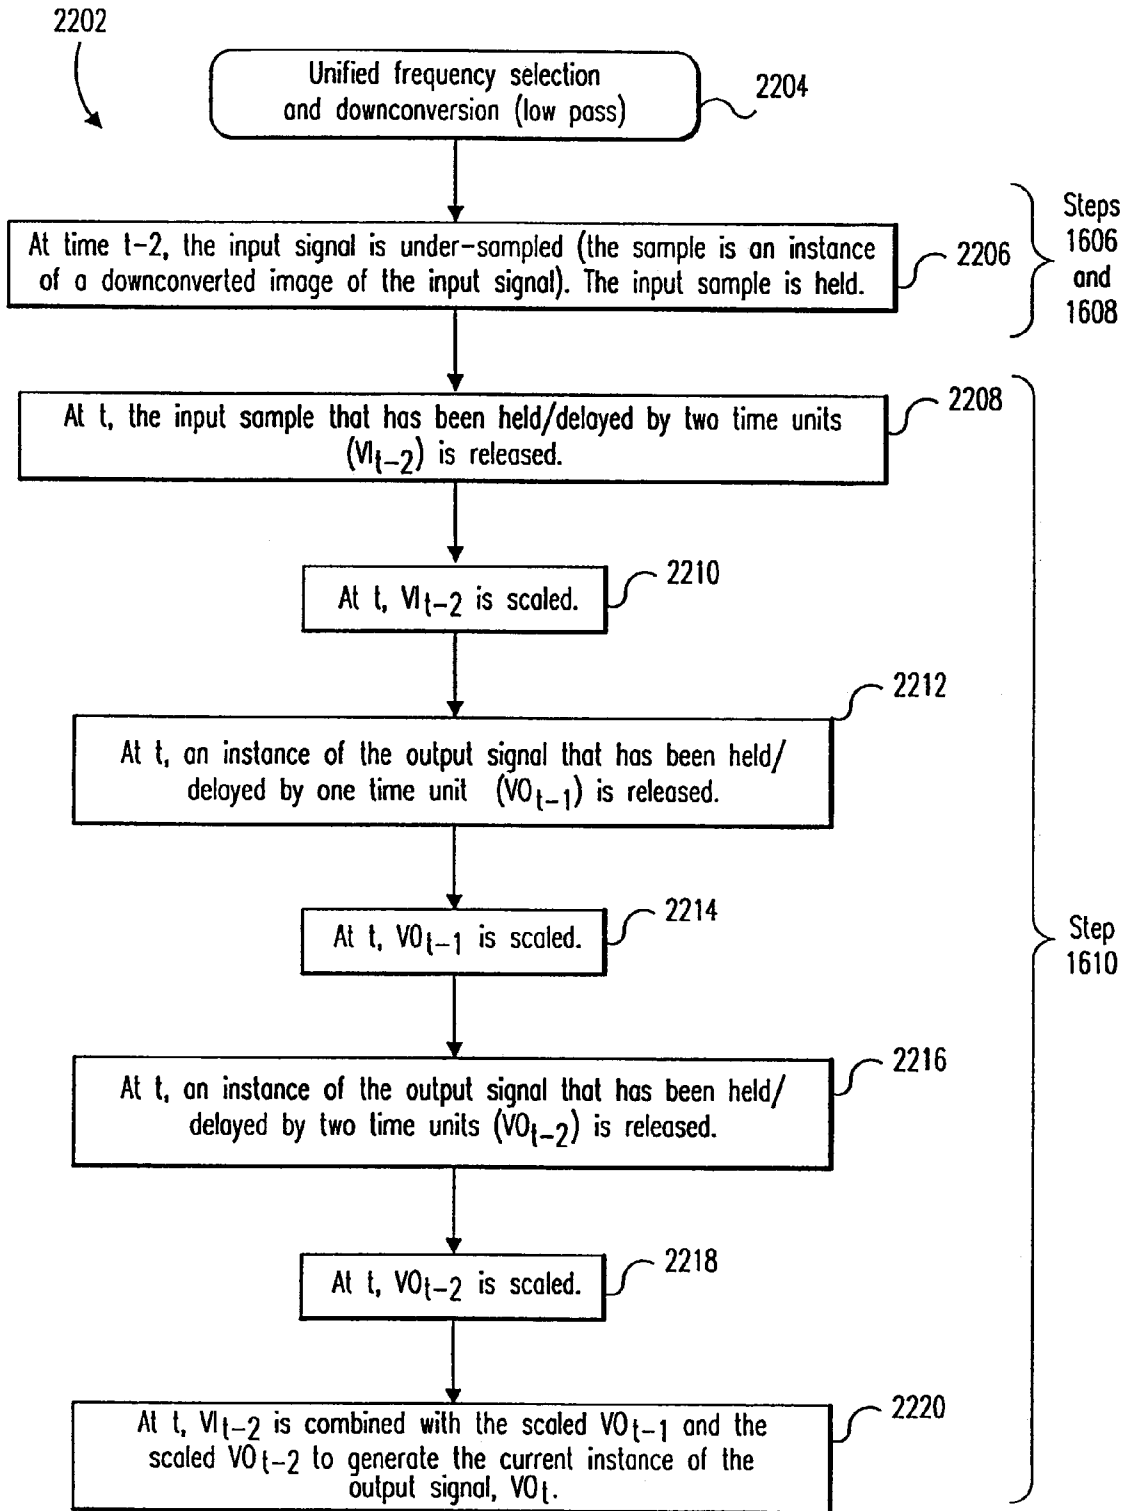 2202
Unified frequency selection
and downconversion (low pass)
2204
At time t-2, the input signal is under-sampled (the sample is an instance
of a downconverted image of the input signal). The input sample is held.
2206
Steps
1606
and
1608
At t, the input sample that has been held/delayed by two time units
(VI_{t-2}) is released.
2208
At t, VI_{t-2} is scaled.
2210
At t, an instance of the output signal that has been held/
delayed by one time unit (VO_{t-1}) is released.
2212
At t, VO_{t-1} is scaled.
2214
Step
1610
At t, an instance of the output signal that has been held/
delayed by two time units (VO_{t-2}) is released.
2216
At t, VO_{t-2} is scaled.
2218
At t, VI_{t-2} is combined with the scaled VO_{t-1} and the
scaled VO_{t-2} to generate the current instance of the
output signal, VO_t.
2220